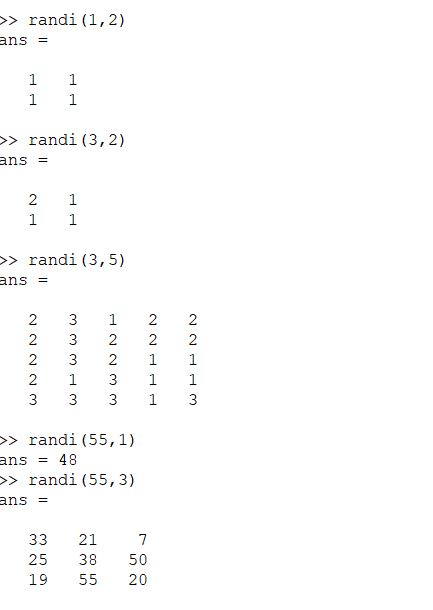 >> randi(1,2)
ans =
1 1
1 1
>> randi(3,2)
ans =
2 1
1 1
>> randi(3,5)
ans =
2 3 1 2 2
2 3 2 2 2
2 3 2 1 1
2 1 3 1 1
3 3 3 1 3
>> randi(55,1)
ans = 48
>> randi(55,3)
ans =
33 21 7
25 38 50
19 55 20